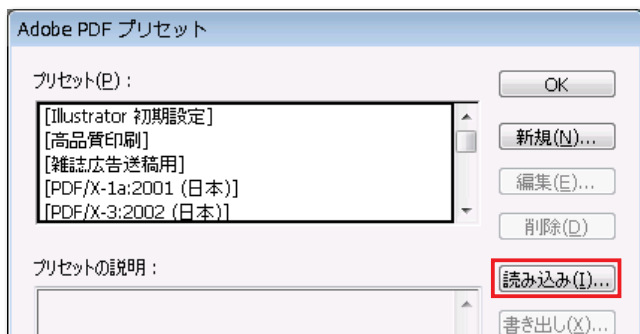 Adobe PDF プリセット
プリセット(P):
[Illustrator 初期設定]
[高品質印刷]
[雑誌広告送稿用]
[PDF/X-1a:2001 (日本)]
[PDF/X-3:2002 (日本)]
OK
新規(N)...
編集(E)...
削除(D)
プリセットの説明:
読み込み(I)...
書き出し(X)...